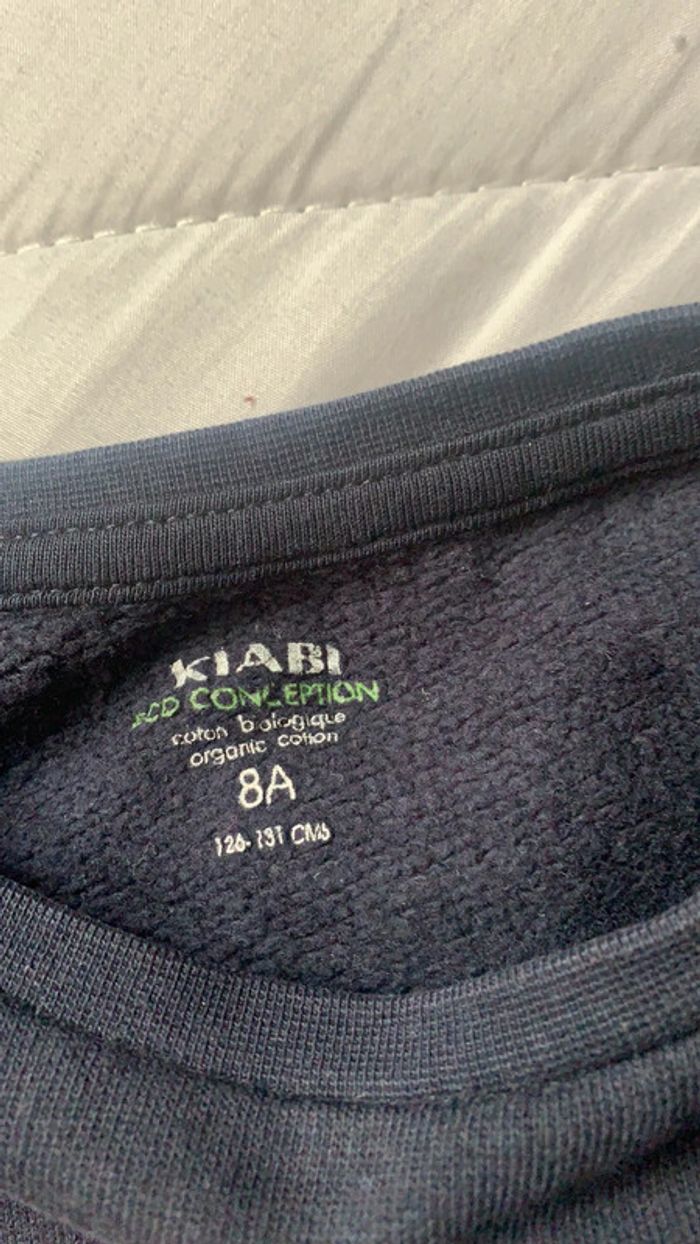 KIABI
ECO CONCEPTION
coton biologique
organic cotton
8A
126-131 CMS